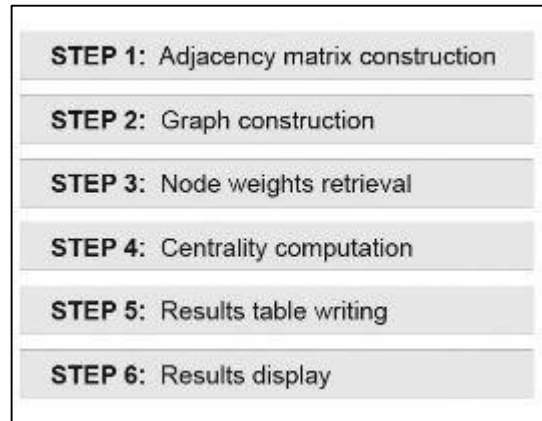 STEP 1: Adjacency matrix construction
STEP 2: Graph construction
STEP 3: Node weights retrieval
STEP 4: Centrality computation
STEP 5: Results table writing
STEP 6: Results display